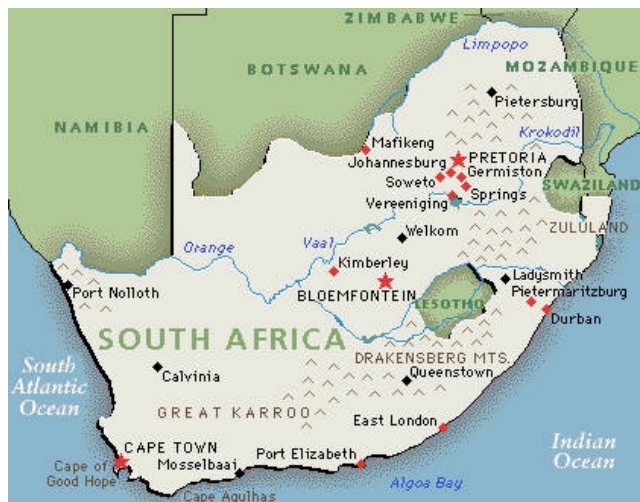 ZIMBABWE
Limpopo
BOTSWANA
MOZAMBIQUE
Pietersburg
NAMIBIA
Krokodil
Mafikeng
Johannesburg
PRETORIA
Germiston
Soweto
SWAZILAND
Springs
Vereeniging
ZULULAND
Welkom
Orange
Vaal
Kimberley
Ladysmith
Port Nolloth
BLOEMFONTEIN
LESOTHO
Pietermaritzburg
Durban
SOUTH AFRICA
DRAKENSBERG MTS.
South
Atlantic
Ocean
Calvinia
Queenstown
GREAT KARROO
East London
CAPE TOWN
Port Elizabeth
Indian
Ocean
Cape of
Good Hope
Mosselbaai
Algoa Bay
Cape Agulhas